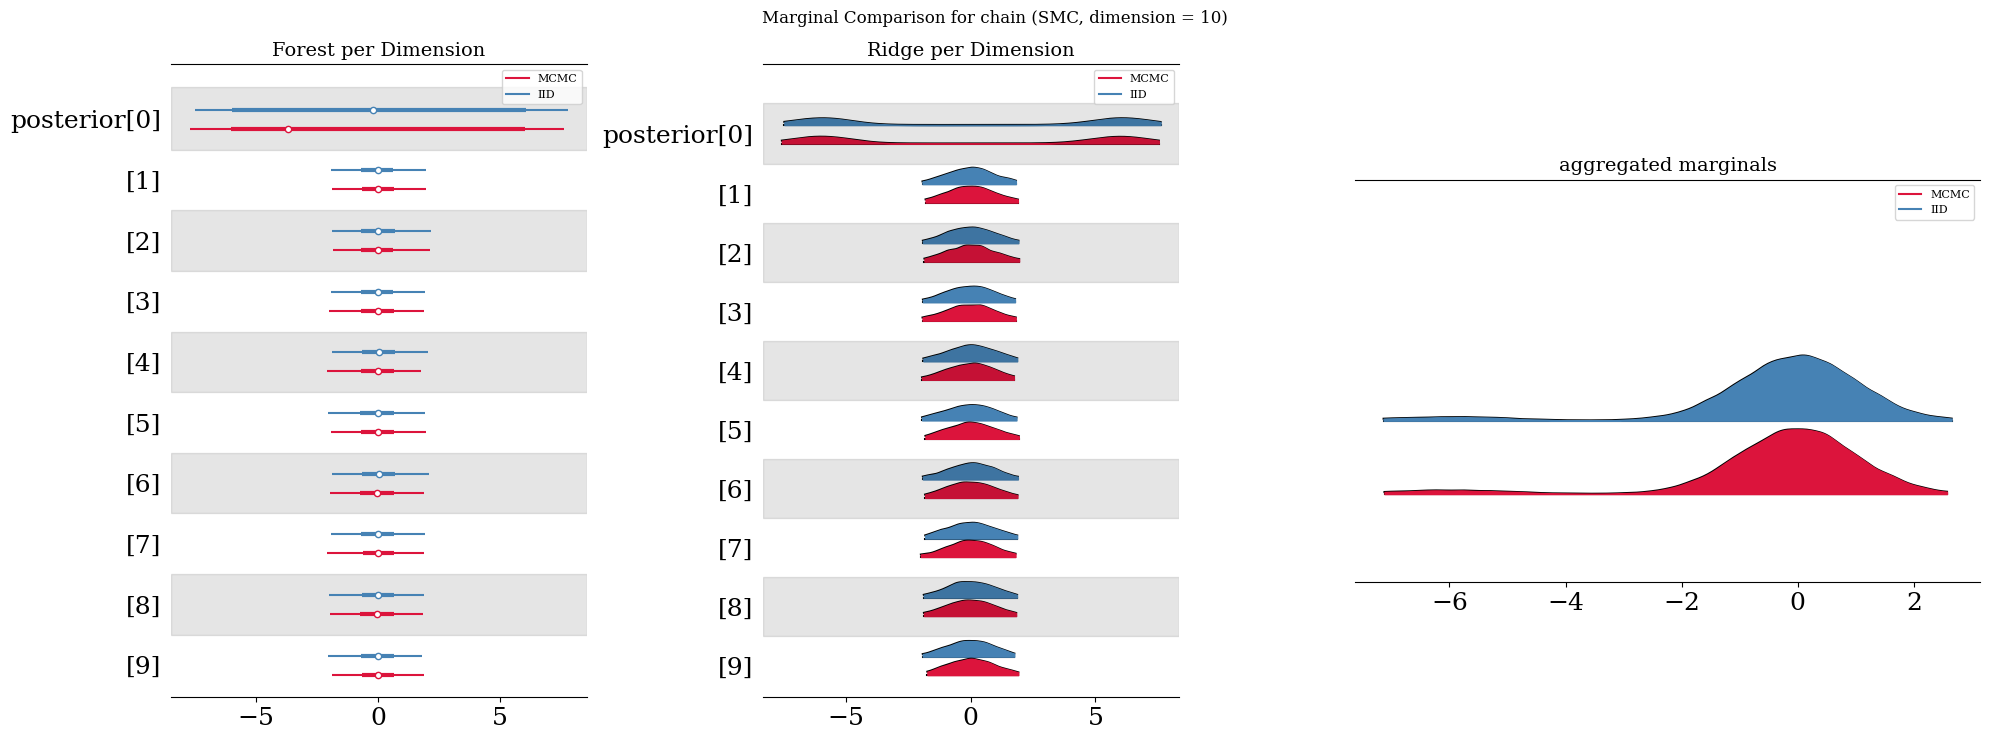 Marginal Comparison for chain (SMC, dimension = 10)
Forest per Dimension
MCMC
IID
posterior[0]
[1]
[2]
[3]
[4]
[5]
[6]
[7]
[8]
[9]
−5 0 5
Ridge per Dimension
MCMC
IID
posterior[0]
[1]
[2]
[3]
[4]
[5]
[6]
[7]
[8]
[9]
−5 0 5
aggregated marginals
MCMC
IID
−6 −4 −2 0 2